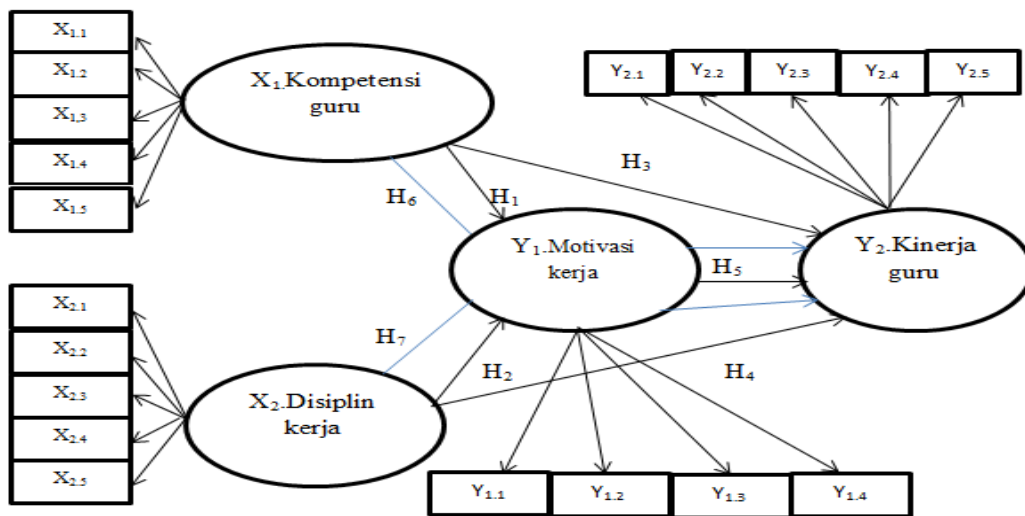 X1.1
X1.2
X1,3
X1.4
X1.5
X1.Kompetensi
guru
Y2.1
Y2.2
Y2.3
Y2.4
Y2.5
H3
H6
H1
Y1.Motivasi
kerja
H5
Y2.Kinerja
guru
X2.1
X2.2
X2.3
X2.4
X2.5
H7
H2
H4
X2.Disiplin
kerja
Y1.1
Y1.2
Y1.3
Y1.4